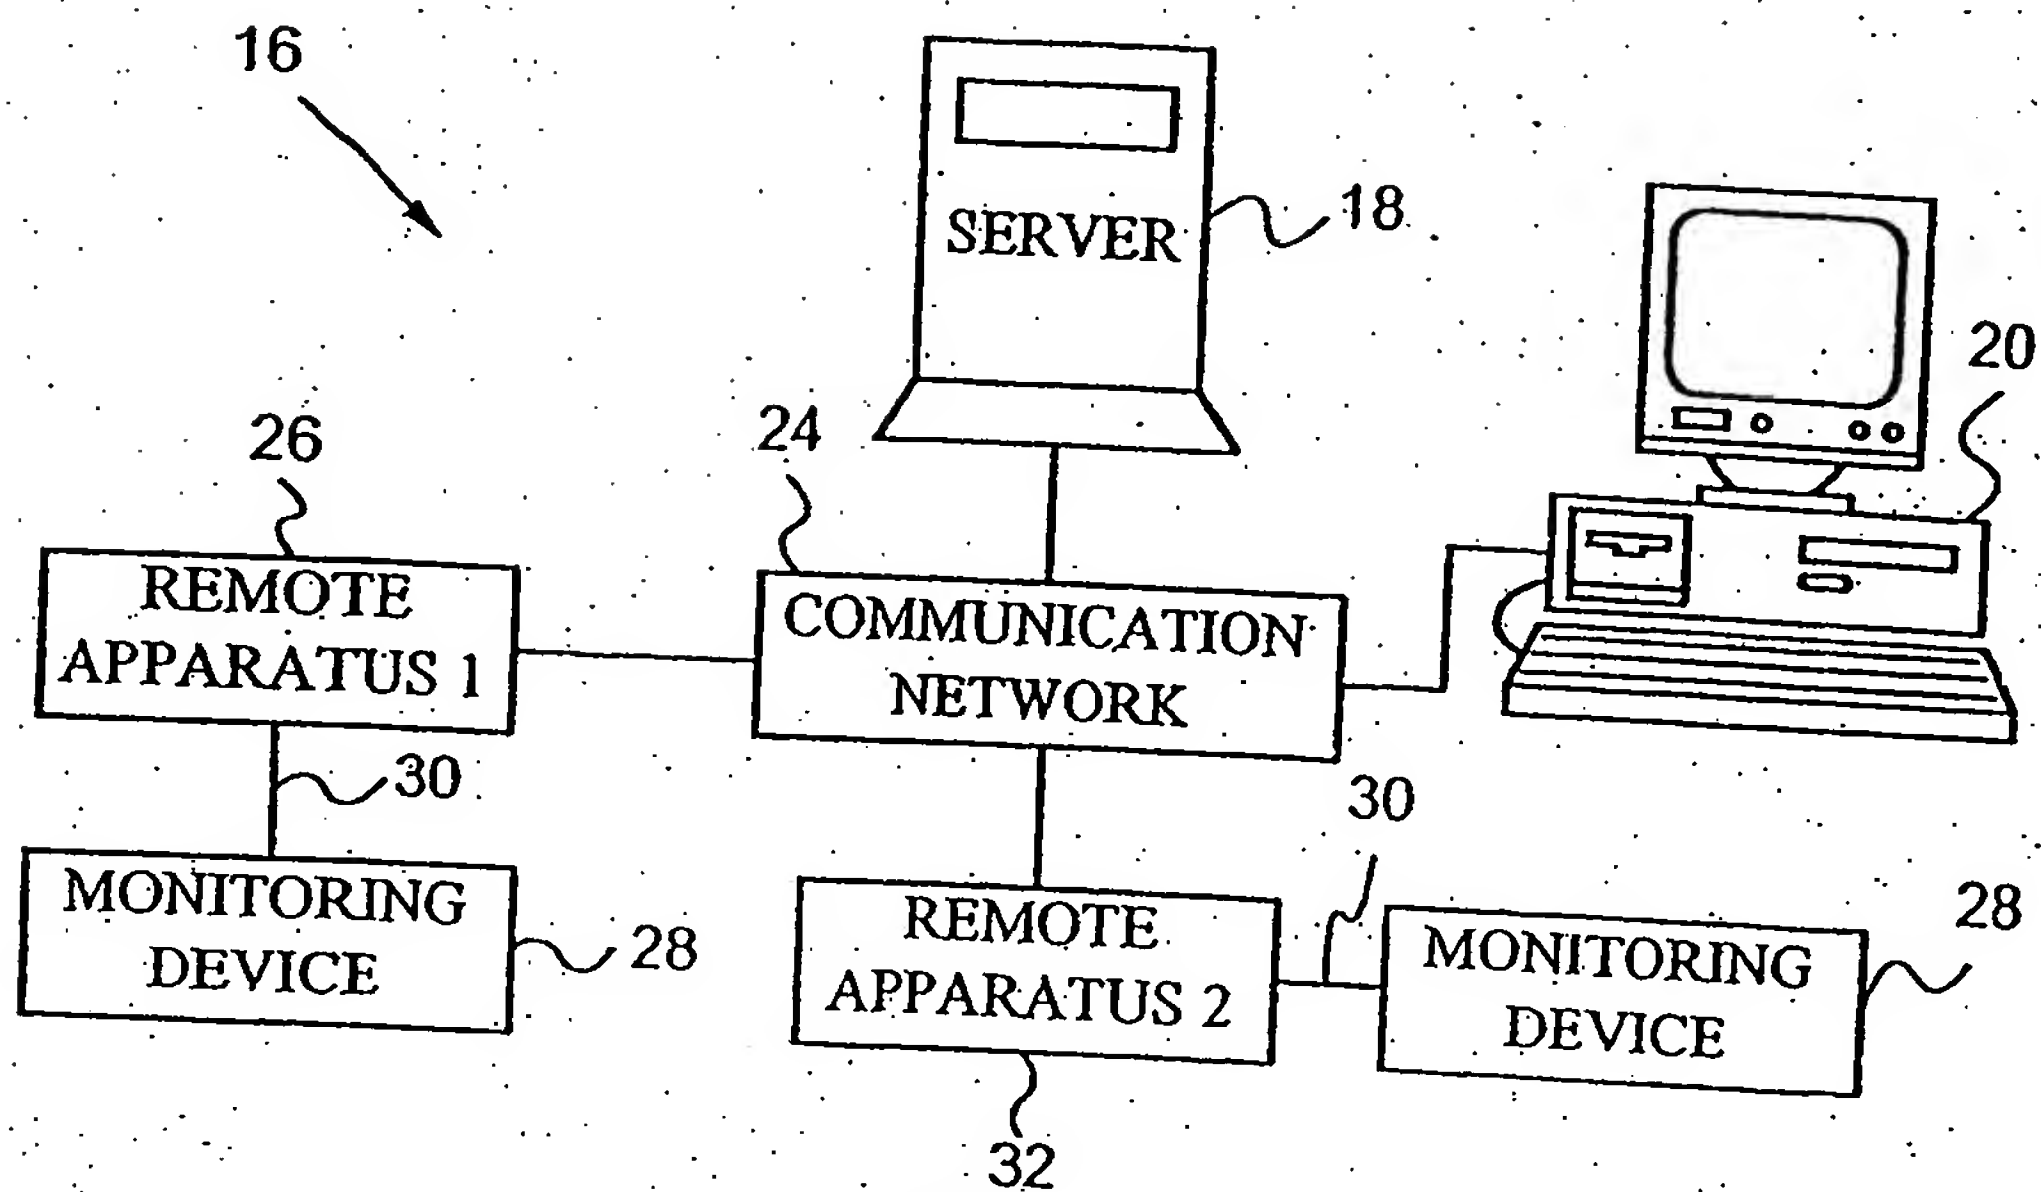 16
SERVER
18
20
24
26
REMOTE
APPARATUS 1
COMMUNICATION
NETWORK
30
30
MONITORING
DEVICE
28
REMOTE
APPARATUS 2
MONITORING
DEVICE
28
32